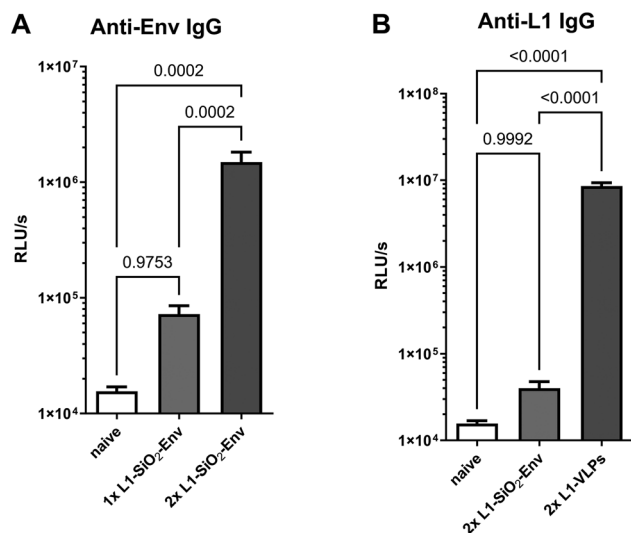 A
Anti-Env IgG
0.0002
0.0002
0.9753
1×10⁷
1×10⁶
1×10⁵
1×10⁴
RLU/s
naive
1x L1-SiO₂-Env
2x L1-SiO₂-Env
B
Anti-L1 IgG
<0.0001
<0.0001
0.9992
1×10⁸
1×10⁷
1×10⁶
1×10⁵
1×10⁴
RLU/s
naive
2x L1-SiO₂-Env
2x L1-VLPs